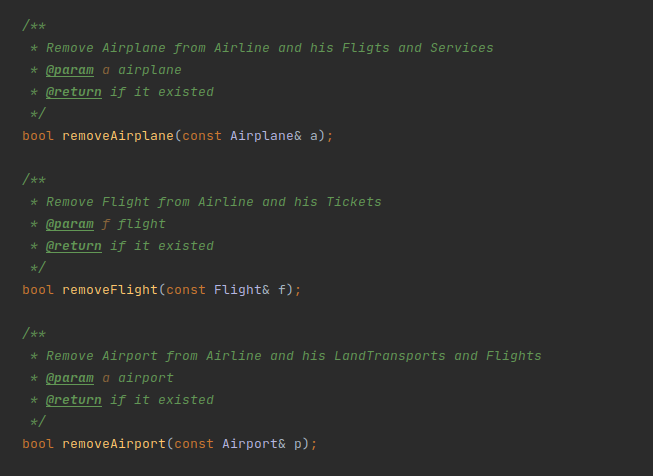 /**
 * Remove Airplane from Airline and his Fligts and Services
 * @param a airplane
 * @return if it existed
 */
bool removeAirplane(const Airplane& a);
/**
 * Remove Flight from Airline and his Tickets
 * @param f flight
 * @return if it existed
 */
bool removeFlight(const Flight& f);
/**
 * Remove Airport from Airline and his LandTransports and Flights
 * @param a airport
 * @return if it existed
 */
bool removeAirport(const Airport& p);